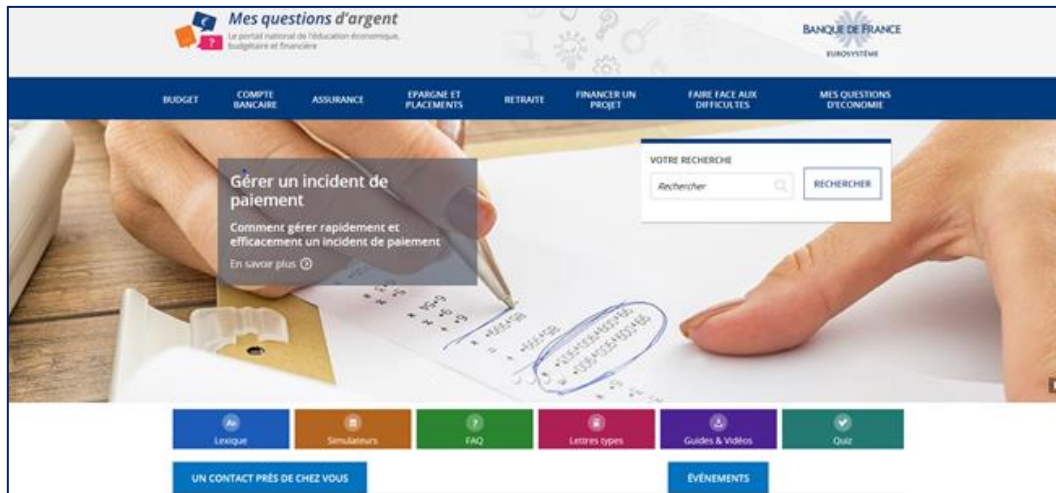 Mes questions d'argent
Le portail national de l'éducation économique,
budgétaire et financière
BANQUE DE FRANCE
EUROSYSTÈME
BUDGET
COMPTE
BANCAIRE
ASSURANCE
EPARGNE ET
PLACEMENTS
RETRAITE
FINANCER UN
PROJET
FAIRE FACE AUX
DIFFICULTES
MES QUESTIONS
D'ECONOMIE
Gérer un incident de
paiement
Comment gérer rapidement et
efficacement un incident de paiement
En savoir plus
VOTRE RECHERCHE
Rechercher
RECHERCHER
Lexique
Simulateurs
FAQ
Lettres types
Guides & Vidéos
Quiz
UN CONTACT PRÈS DE CHEZ VOUS
ÉVÉNEMENTS